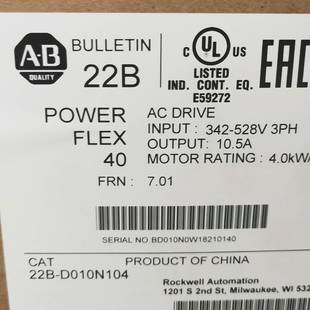 A-B
QUALITY
BULLETIN
22B
c UL us
LISTED
IND. CONT. EQ.
E59272
EAC
POWER
FLEX
40
AC DRIVE
INPUT : 342-528V 3PH
OUTPUT: 10.5A
MOTOR RATING : 4.0kW/
FRN : 7.01
SERIAL NO BD010N0W18210140
CAT
PRODUCT OF CHINA
22B-D010N104
Rockwell Automation
1201 S 2nd St, Milwaukee, WI 532